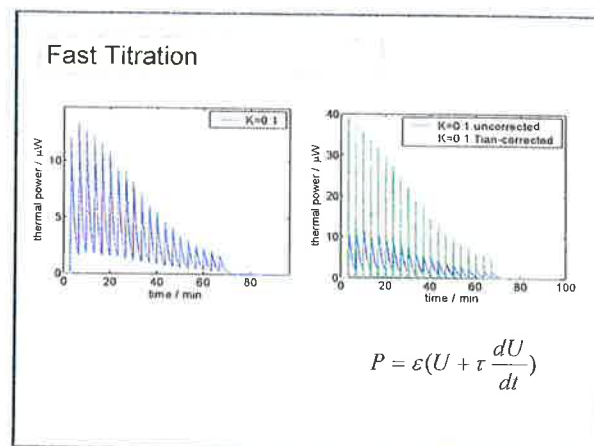 Fast Titration
K=0.1
thermal power / μW
10
5
0
0
20
40
60
80
time / min
K=0.1 uncorrected
K=0.1 Tian-corrected
thermal power / μW
40
30
20
10
0
0
20
40
60
80
100
time / min
P = ε(U + τ dU/dt)